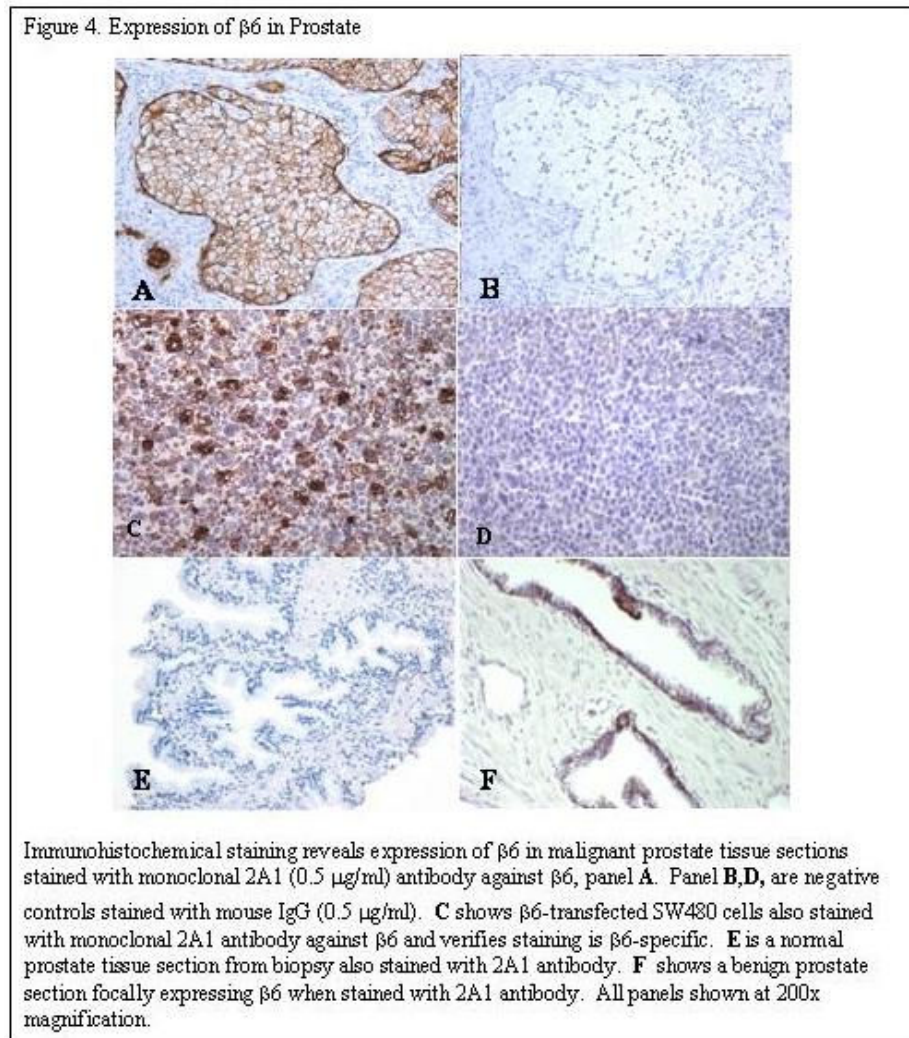 Figure 4. Expression of β6 in Prostate
A
B
C
D
E
F
Immunohistochemical staining reveals expression of β6 in malignant prostate tissue sections
stained with monoclonal 2A1 (0.5 μg/ml) antibody against β6, panel A. Panel B,D, are negative
controls stained with mouse IgG (0.5 μg/ml). C shows β6-transfected SW480 cells also stained
with monoclonal 2A1 antibody against β6 and verifies staining is β6-specific. E is a normal
prostate tissue section from biopsy also stained with 2A1 antibody. F shows a benign prostate
section focally expressing β6 when stained with 2A1 antibody. All panels shown at 200x
magnification.